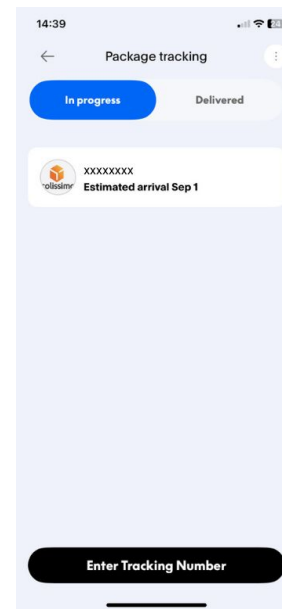 14:39
Package tracking
In progress
Delivered
XXXXXXXX
Estimated arrival Sep 1
Enter Tracking Number